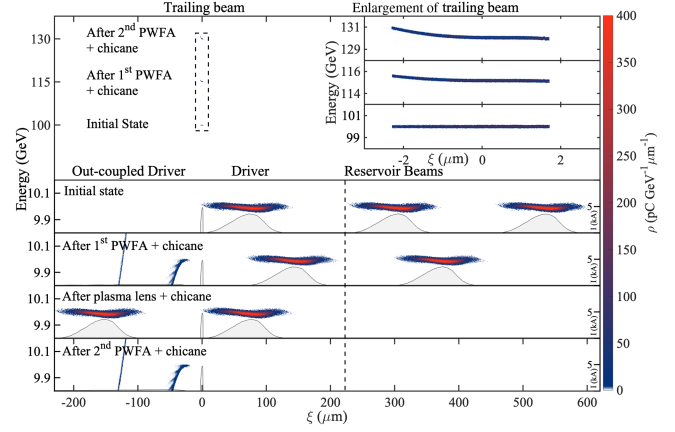 Trailing beam
Enlargement of trailing beam
After 2nd PWFA
+ chicane
After 1st PWFA
+ chicane
Initial State
Energy (GeV)
130
115
100
Energy (GeV)
131
129
116
114
101
99
-2
0
2
ξ (μm)
Out-coupled Driver
Driver
Reservoir Beams
Initial state
10.1
9.9
5
I (kA)
After 1st PWFA + chicane
10.1
9.9
5
I (kA)
After plasma lens + chicane
10.1
9.9
5
I (kA)
After 2nd PWFA + chicane
10.1
9.9
5
I (kA)
-200
-100
0
100
200
300
400
500
600
ξ (μm)
400
350
300
250
200
150
100
50
0
ρ (pC GeV⁻¹μm⁻¹)